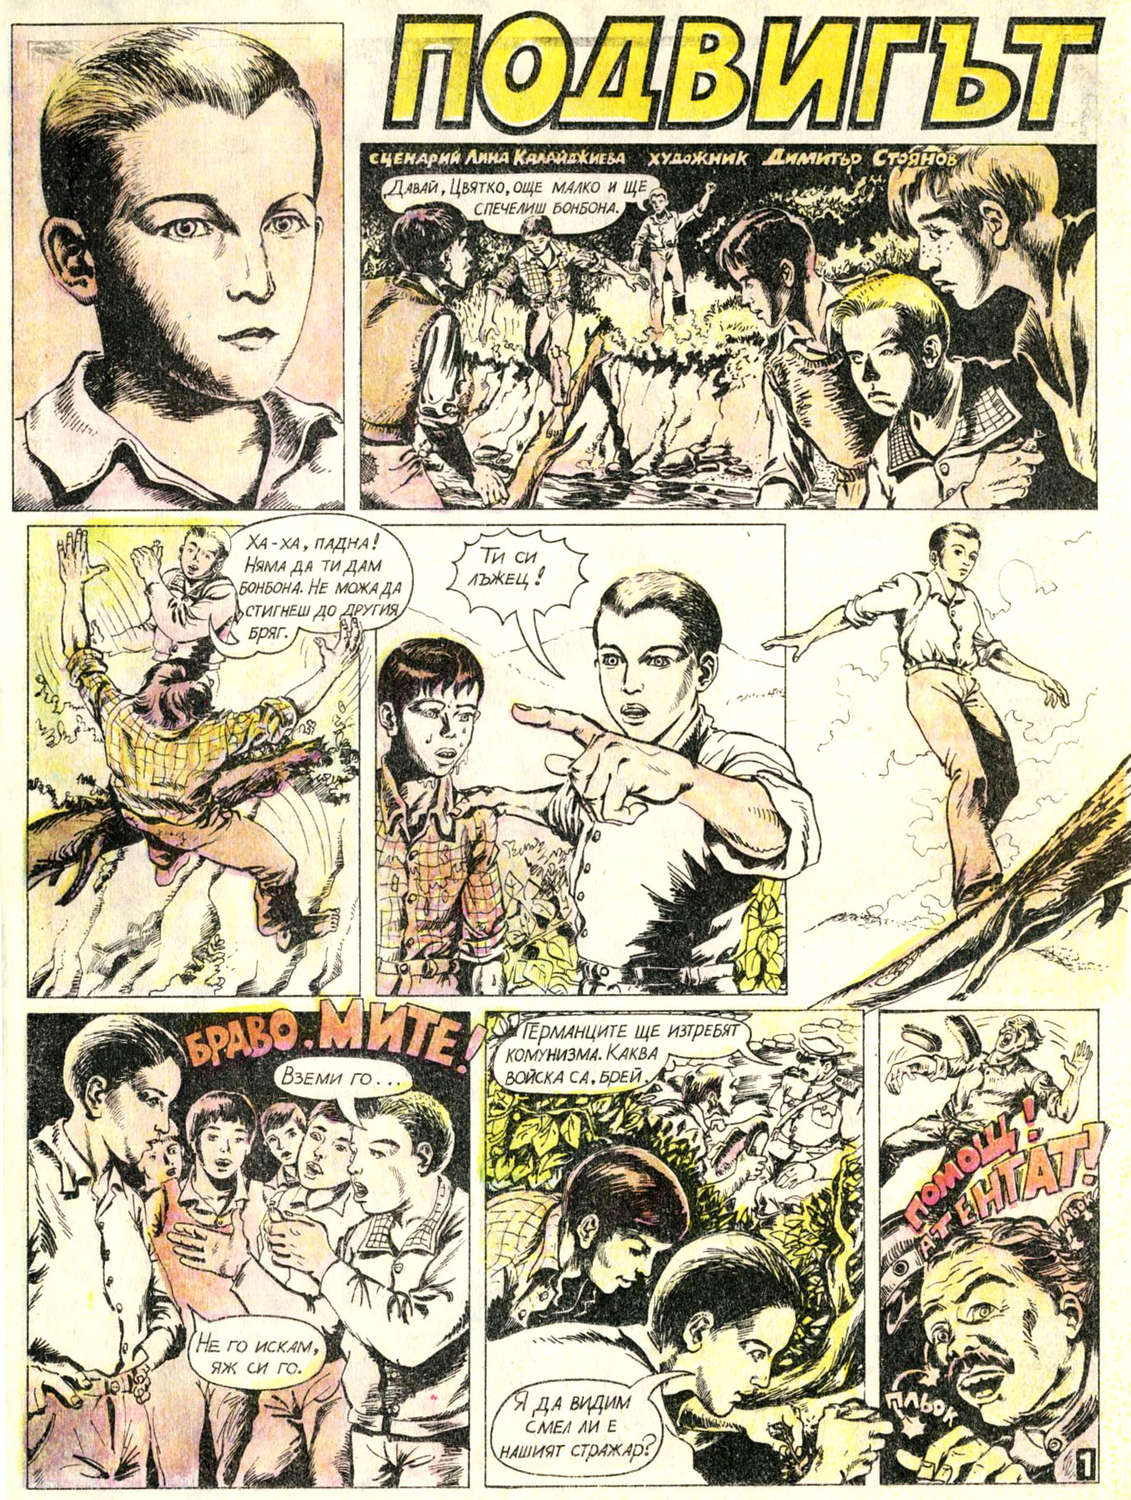 ПОДВИГЪТ
СЦЕНАРИЙ ЛИНА КАЛАЙДЖИЕВА ХУДОЖНИК ДИМИТЪР СТОЯНОВ
ДАВАЙ, ЦВЯТКО, ОЩЕ МАЛКО И ЩЕ
СПЕЧЕЛИШ БОНБОНА.
ХА-ХА, ПАДНА!
НЯМА ДА ТИ ДАМ
БОНБОНА. НЕ МОЖА ДА
СТИГНЕШ ДО ДРУГИЯ
БРЯГ.
ТИ СИ
ЛЪЖЕЦ!
БРАВО, МИТЕ!
ВЗЕМИ ГО...
НЕ ГО ИСКАМ,
ЯЖ СИ ГО.
ГЕРМАНЦИТЕ ЩЕ ИЗТРЕБЯТ
КОМУНИЗМА. КАКВА
ВОЙСКА СА, БРЕЙ.
Я ДА ВИДИМ
СМЕЛ ЛИ Е
НАШИЯТ СТРАЖАР?
ПОМОЩ!
АТЕНТАТ!
ПЛЬОК
ПЛЬОК
1